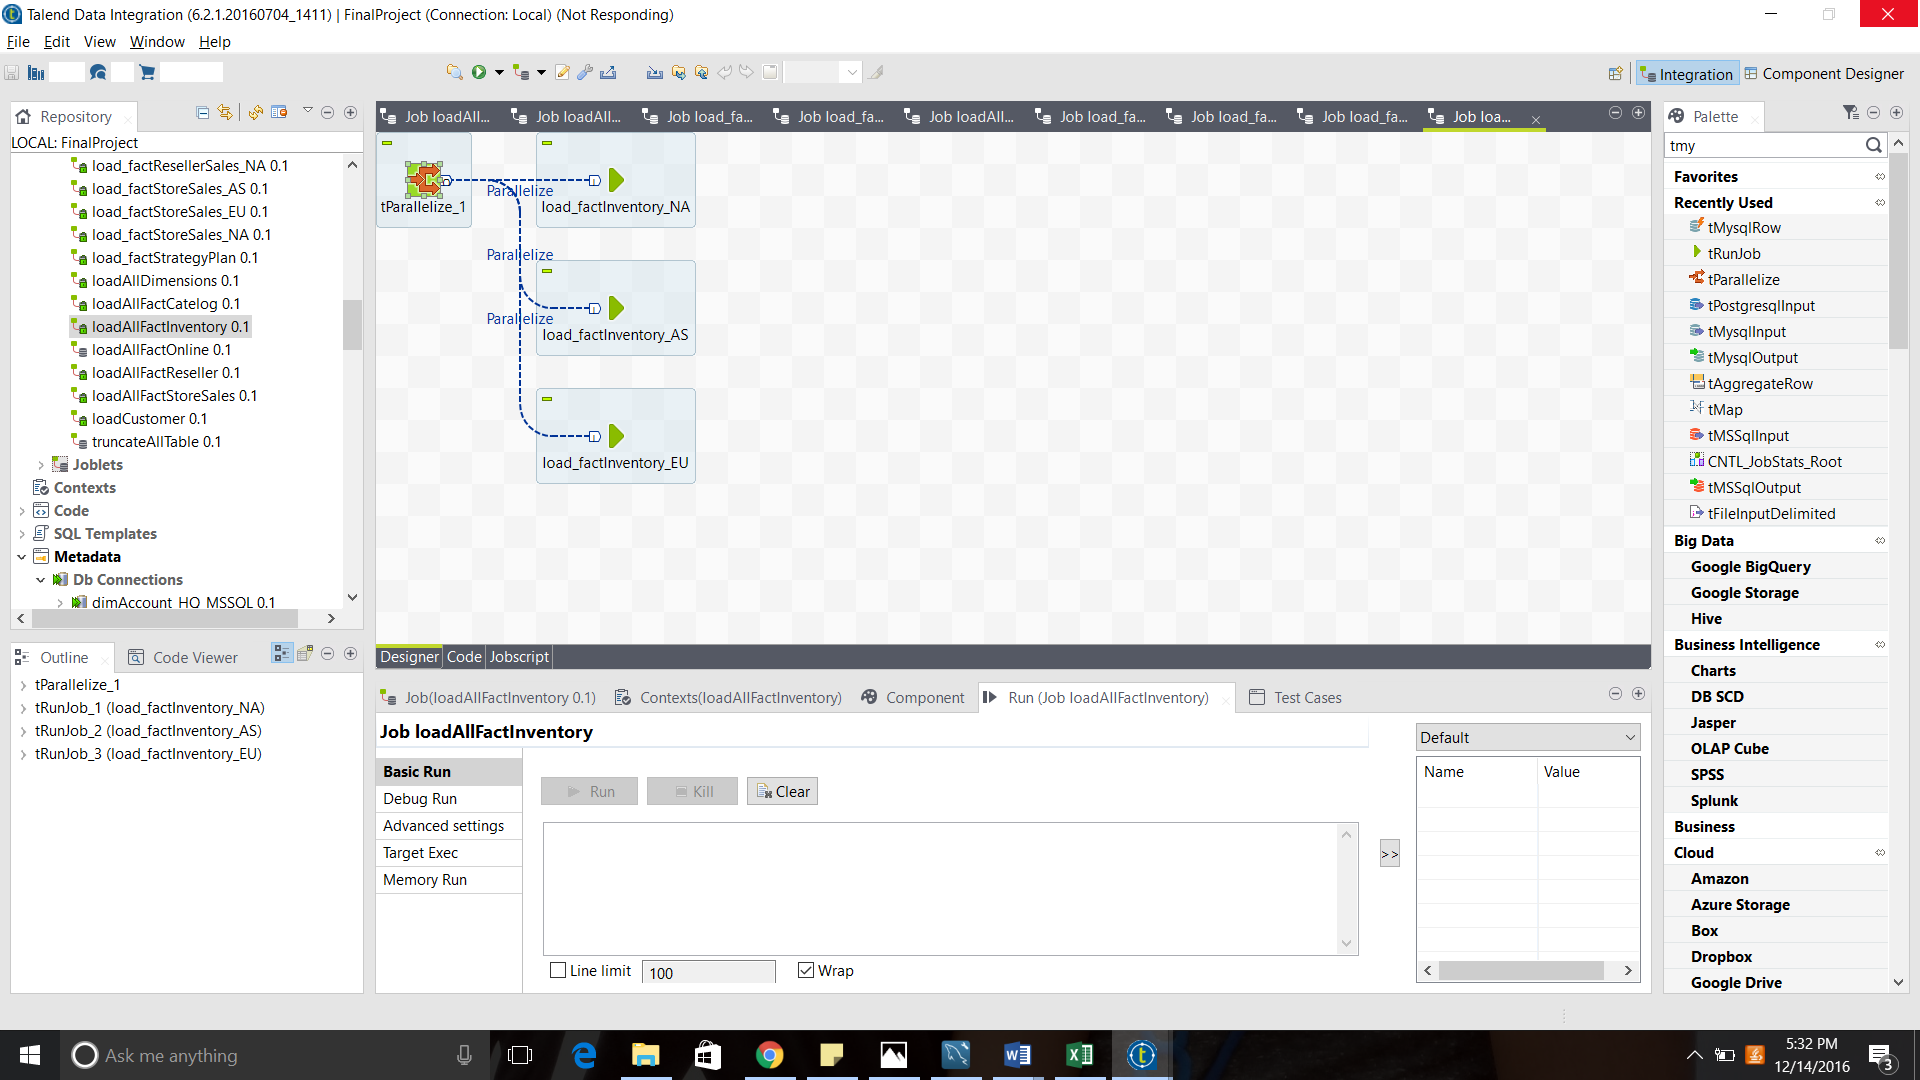 Talend Data Integration (6.2.1.20160704_1411) | FinalProject (Connection: Local) (Not Responding)
File Edit View Window Help
Integration
Component Designer
Repository
LOCAL: FinalProject
load_factResellerSales_NA 0.1
load_factStoreSales_AS 0.1
load_factStoreSales_EU 0.1
load_factStoreSales_NA 0.1
load_factStrategyPlan 0.1
loadAllDimensions 0.1
loadAllFactCatelog 0.1
loadAllFactInventory 0.1
loadAllFactOnline 0.1
loadAllFactReseller 0.1
loadAllFactStoreSales 0.1
loadCustomer 0.1
truncateAllTable 0.1
Joblets
Contexts
Code
SQL Templates
Metadata
Db Connections
dimAccount_HQ_MSSQL 0.1
Outline
Code Viewer
tParallelize_1
tRunJob_1 (load_factInventory_NA)
tRunJob_2 (load_factInventory_AS)
tRunJob_3 (load_factInventory_EU)
Job loadAll...
Job loadAll...
Job load_fa...
Job load_fa...
Job loadAll...
Job load_fa...
Job load_fa...
Job load_fa...
Job loa...
tParallelize_1
Parallelize
load_factInventory_NA
Parallelize
load_factInventory_AS
Parallelize
load_factInventory_EU
Designer
Code
Jobscript
Job(loadAllFactInventory 0.1)
Contexts(loadAllFactInventory)
Component
Run (Job loadAllFactInventory)
Test Cases
Job loadAllFactInventory
Basic Run
Debug Run
Advanced settings
Target Exec
Memory Run
Run
Kill
Clear
Line limit
100
Wrap
>>
Default
Name
Value
Palette
tmy
Favorites
Recently Used
tMysqlRow
tRunJob
tParallelize
tPostgresqlInput
tMysqlInput
tMysqlOutput
tAggregateRow
tMap
tMSSqlInput
CNTL_JobStats_Root
tMSSqlOutput
tFileInputDelimited
Big Data
Google BigQuery
Google Storage
Hive
Business Intelligence
Charts
DB SCD
Jasper
OLAP Cube
SPSS
Splunk
Business
Cloud
Amazon
Azure Storage
Box
Dropbox
Google Drive
Ask me anything
5:32 PM
12/14/2016
3